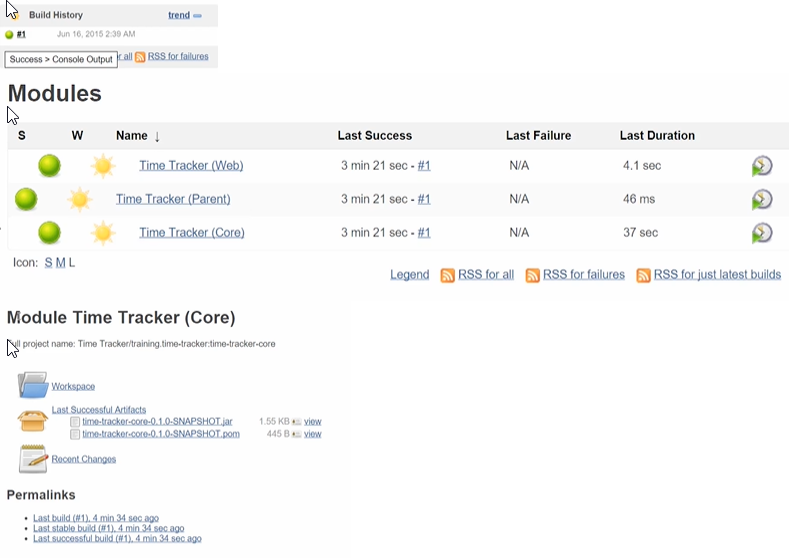 Build History trend
#1 Jun 16, 2015 2:39 AM
Success > Console Output r all RSS for failures
Modules
S W Name ↓ Last Success Last Failure Last Duration
Time Tracker (Web) 3 min 21 sec - #1 N/A 4.1 sec
Time Tracker (Parent) 3 min 21 sec - #1 N/A 46 ms
Time Tracker (Core) 3 min 21 sec - #1 N/A 37 sec
Icon: S M L
Legend RSS for all RSS for failures RSS for just latest builds
Module Time Tracker (Core)
ull project name: Time Tracker/training.time-tracker:time-tracker-core
Workspace
Last Successful Artifacts
time-tracker-core-0.1.0-SNAPSHOT.jar 1.55 KB view
time-tracker-core-0.1.0-SNAPSHOT.pom 445 B view
Recent Changes
Permalinks
• Last build (#1), 4 min 34 sec ago
• Last stable build (#1), 4 min 34 sec ago
• Last successful build (#1), 4 min 34 sec ago